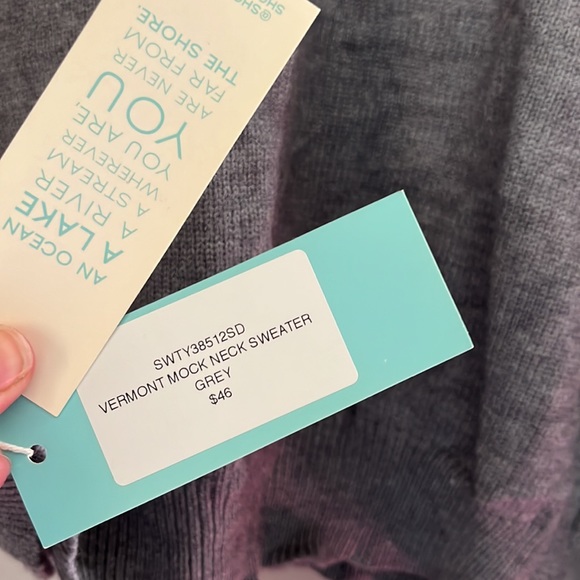 AN OCEAN
A LAKE
A RIVER
A STREAM
WHEREVER
YOU ARE,
YOU
ARE NEVER
FAR FROM
THE SHORE.
SWTY38512SD
VERMONT MOCK NECK SWEATER
GREY
$46